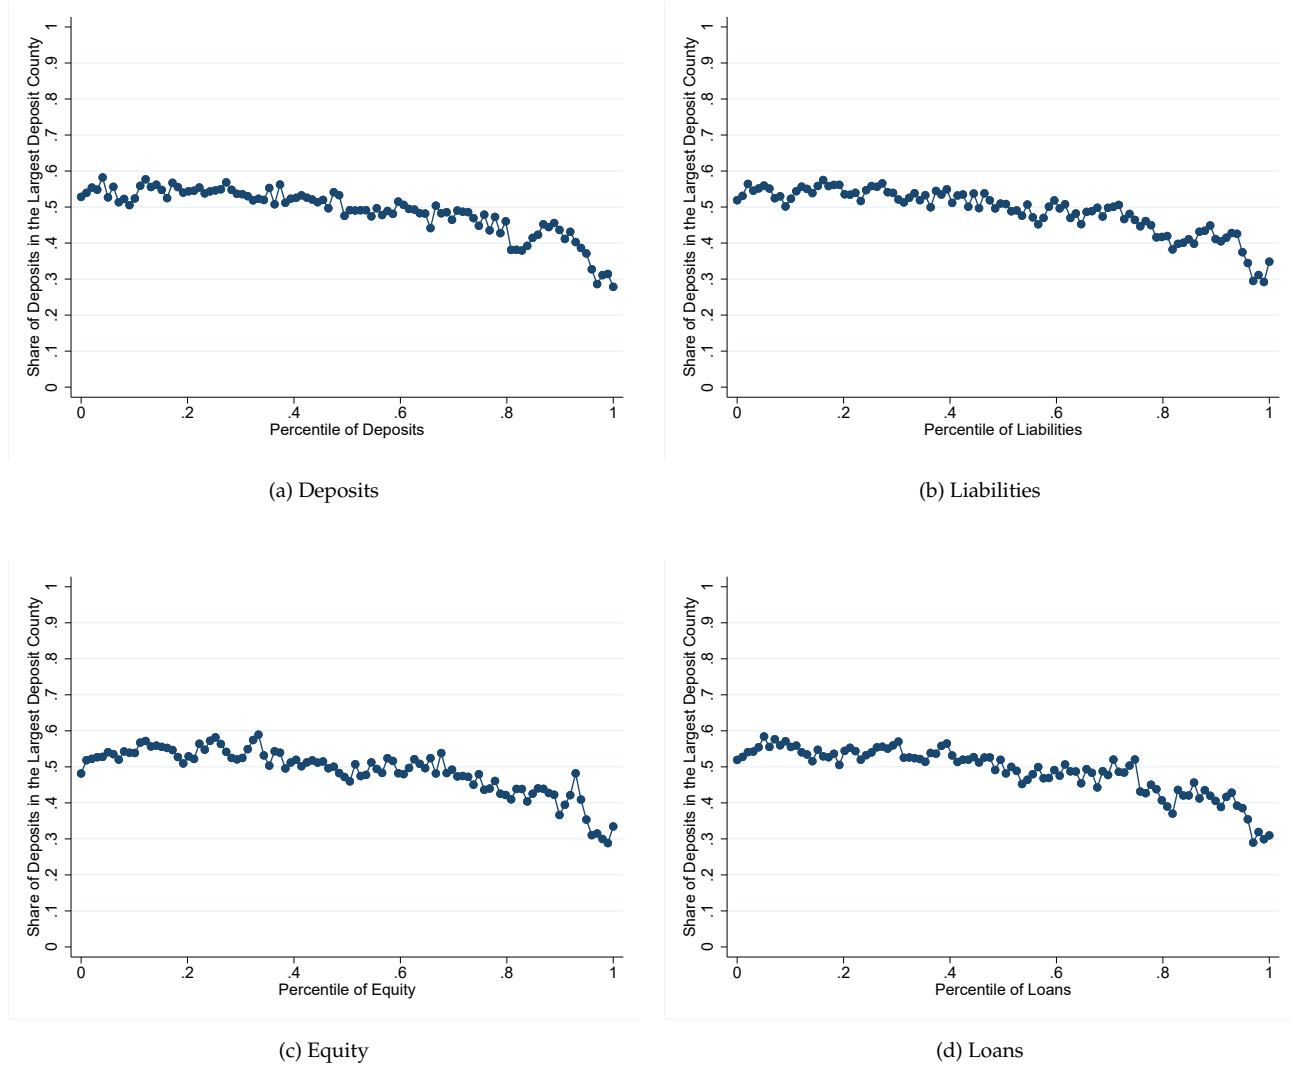 Share of Deposits in the Largest Deposit County
0 .1 .2 .3 .4 .5 .6 .7 .8 .9 1
0 .2 .4 .6 .8 1
Percentile of Deposits
(a) Deposits
Share of Deposits in the Largest Deposit County
0 .1 .2 .3 .4 .5 .6 .7 .8 .9 1
0 .2 .4 .6 .8 1
Percentile of Liabilities
(b) Liabilities
Share of Deposits in the Largest Deposit County
0 .1 .2 .3 .4 .5 .6 .7 .8 .9 1
0 .2 .4 .6 .8 1
Percentile of Equity
(c) Equity
Share of Deposits in the Largest Deposit County
0 .1 .2 .3 .4 .5 .6 .7 .8 .9 1
0 .2 .4 .6 .8 1
Percentile of Loans
(d) Loans